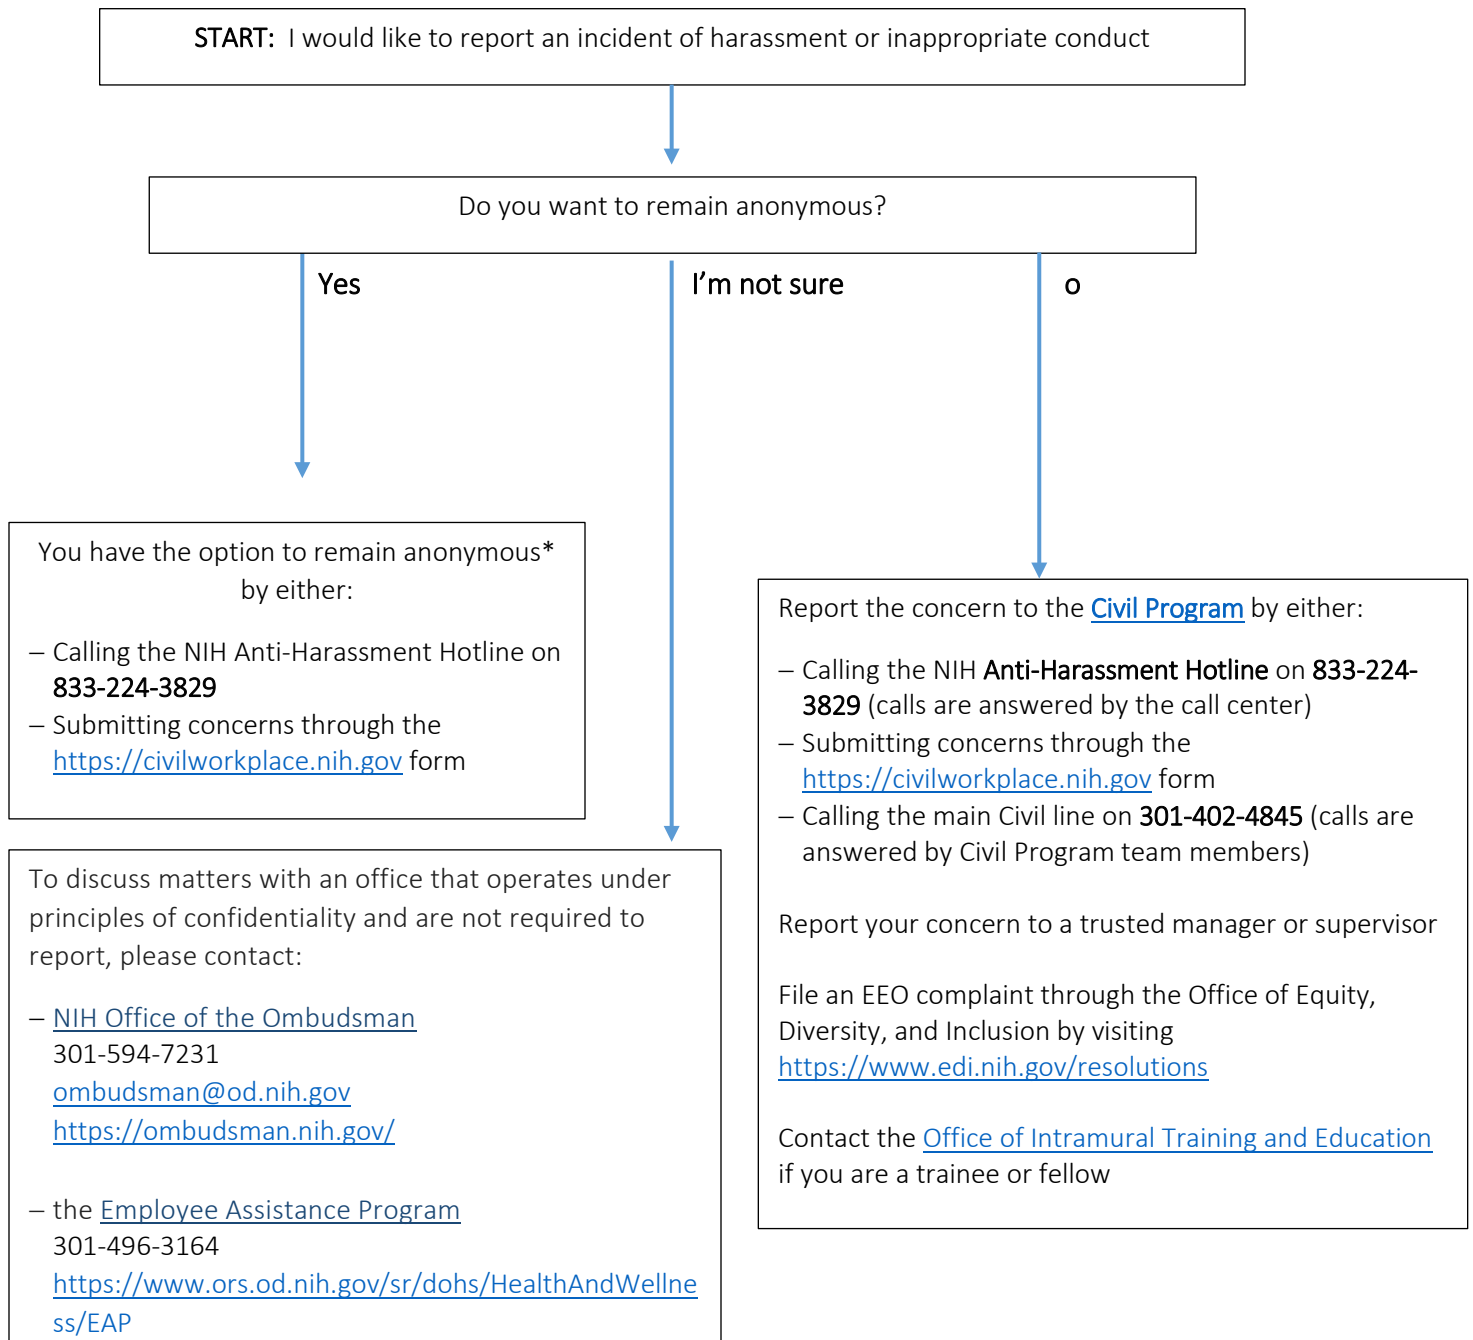 START: I would like to report an incident of harassment or inappropriate conduct
Do you want to remain anonymous?
Yes
I'm not sure
o
You have the option to remain anonymous*
by either:
– Calling the NIH Anti-Harassment Hotline on
833-224-3829
– Submitting concerns through the
https://civilworkplace.nih.gov form
To discuss matters with an office that operates under
principles of confidentiality and are not required to
report, please contact:
– NIH Office of the Ombudsman
301-594-7231
ombudsman@od.nih.gov
https://ombudsman.nih.gov/
– the Employee Assistance Program
301-496-3164
https://www.ors.od.nih.gov/sr/dohs/HealthAndWellne
ss/EAP
Report the concern to the Civil Program by either:
– Calling the NIH Anti-Harassment Hotline on 833-224-
3829 (calls are answered by the call center)
– Submitting concerns through the
https://civilworkplace.nih.gov form
– Calling the main Civil line on 301-402-4845 (calls are
answered by Civil Program team members)
Report your concern to a trusted manager or supervisor
File an EEO complaint through the Office of Equity,
Diversity, and Inclusion by visiting
https://www.edi.nih.gov/resolutions
Contact the Office of Intramural Training and Education
if you are a trainee or fellow